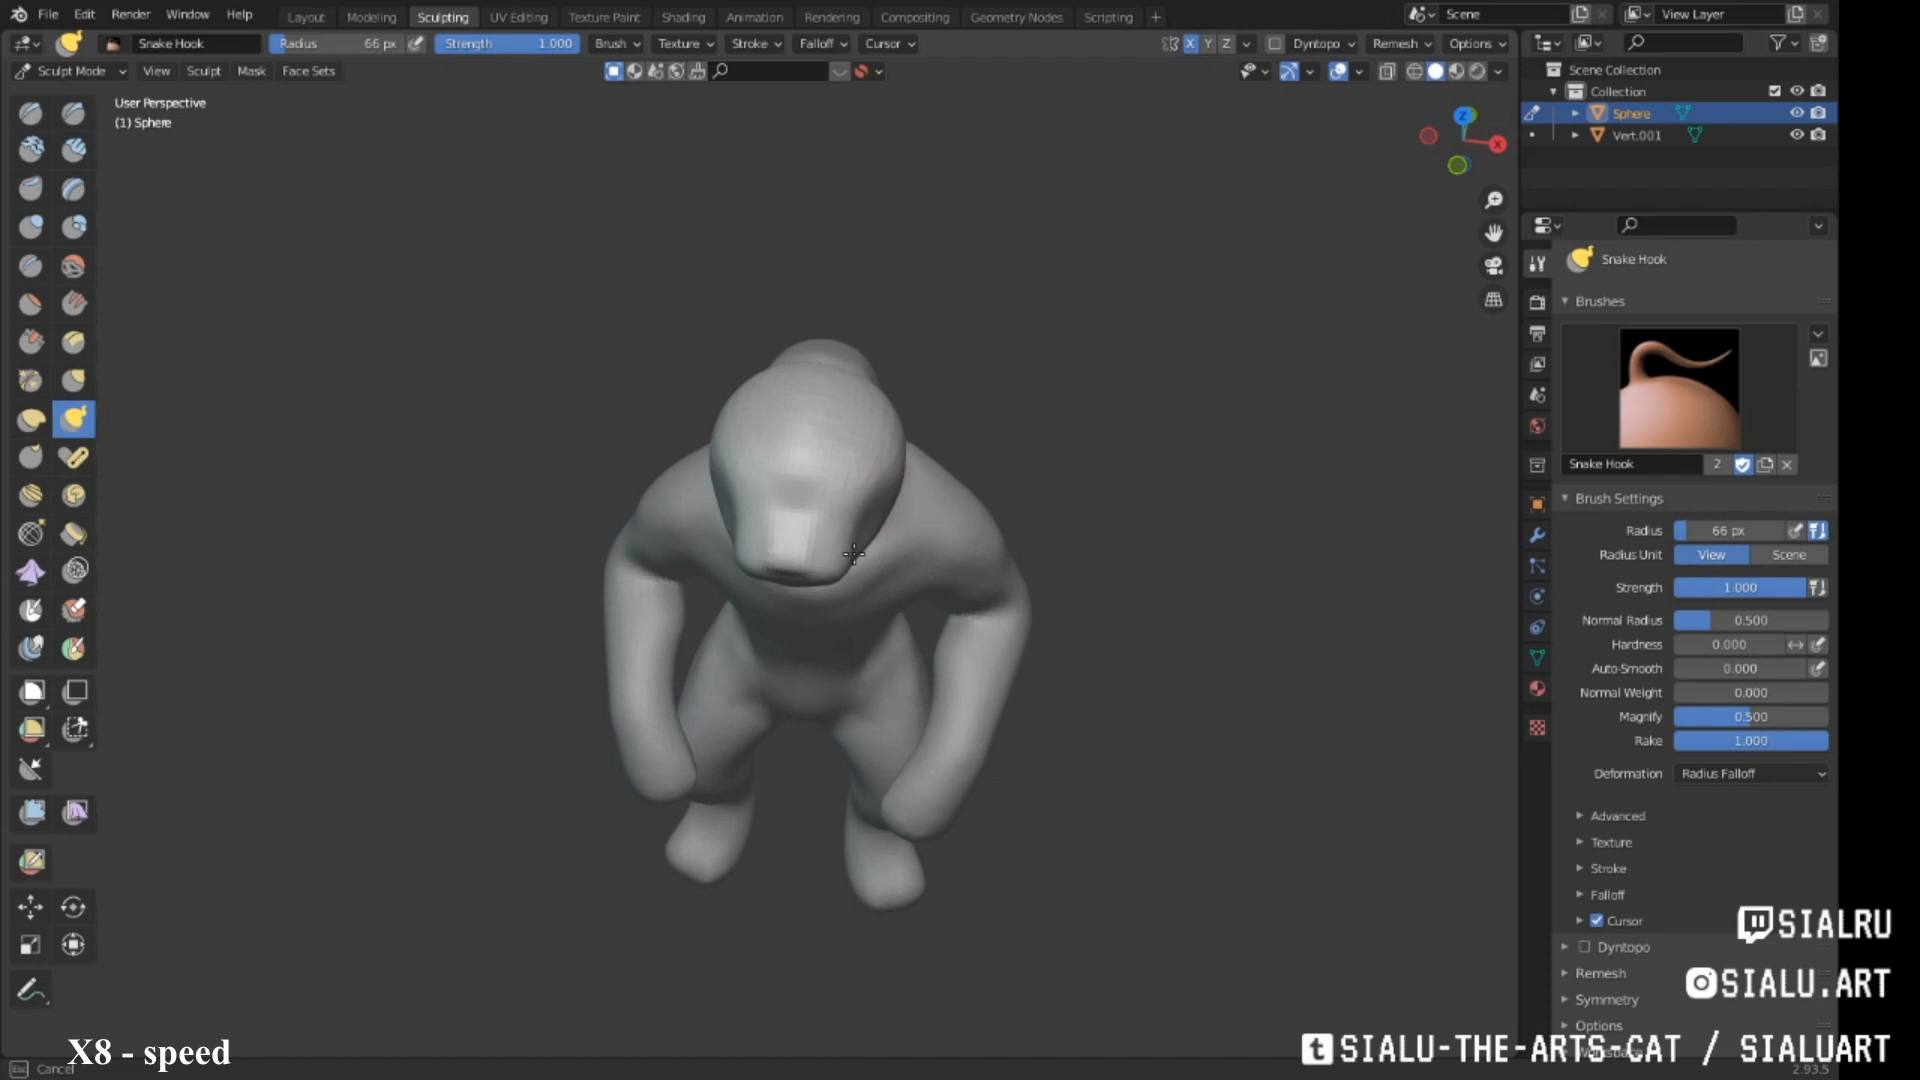 File Edit Render Window Help Layout Modeling Sculpting UV Editing Texture Paint Shading Animation Rendering Compositing Geometry Nodes Scripting + Scene View Layer
Snake Hook Radius 66 px Strength 1.000 Brush Texture Stroke Falloff Cursor X Y Z Dyntopo Remesh Options
Sculpt Mode View Sculpt Mask Face Sets
User Perspective
(1) Sphere
Z
X
Scene Collection
Collection
Sphere
Vert.001
Snake Hook
Brushes
Snake Hook 2
Brush Settings
Radius 66 px
Radius Unit View Scene
Strength 1.000
Normal Radius 0.500
Hardness 0.000
Auto-Smooth 0.000
Normal Weight 0.000
Magnify 0.500
Rake 1.000
Deformation Radius Falloff
Advanced
Texture
Stroke
Falloff
Cursor
Dyntopo
Remesh
Symmetry
Options
SIALRU
SIALU.ART
SIALU-THE-ARTS-CAT / SIALUART
X8 - speed
Esc Cancel
2.93.5